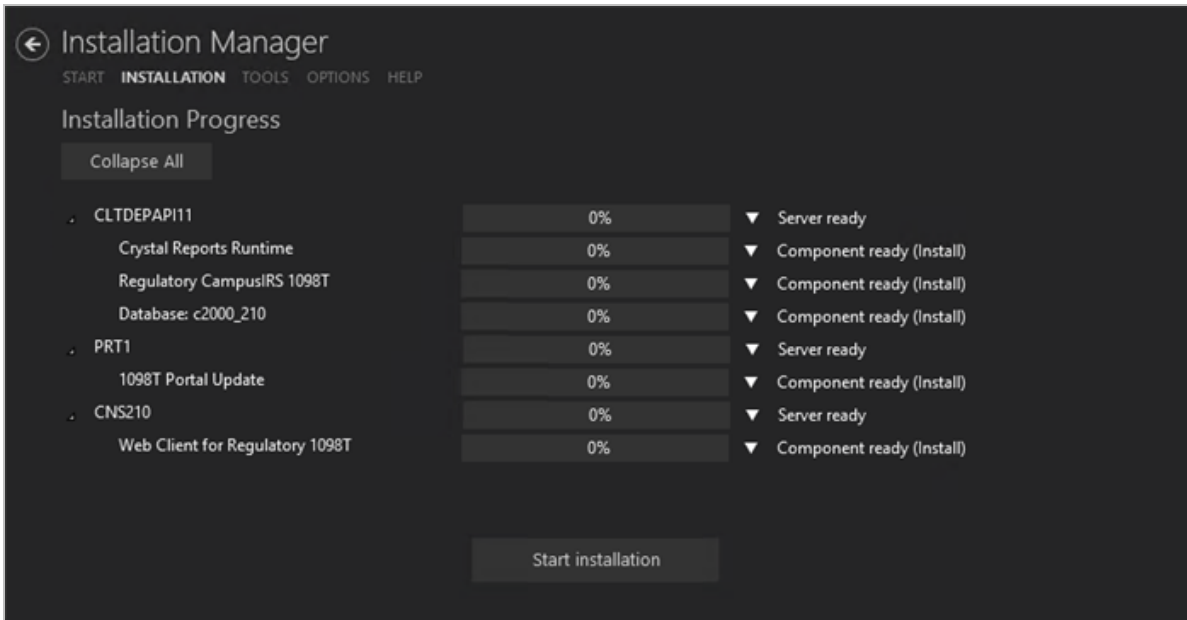 Installation Manager
START INSTALLATION TOOLS OPTIONS HELP
Installation Progress
Collapse All
CLTDEPAPI11 0% Server ready
Crystal Reports Runtime 0% Component ready (Install)
Regulatory CampusIRS 1098T 0% Component ready (Install)
Database: c2000_210 0% Component ready (Install)
PRT1 0% Server ready
1098T Portal Update 0% Component ready (Install)
CNS210 0% Server ready
Web Client for Regulatory 1098T 0% Component ready (Install)
Start installation